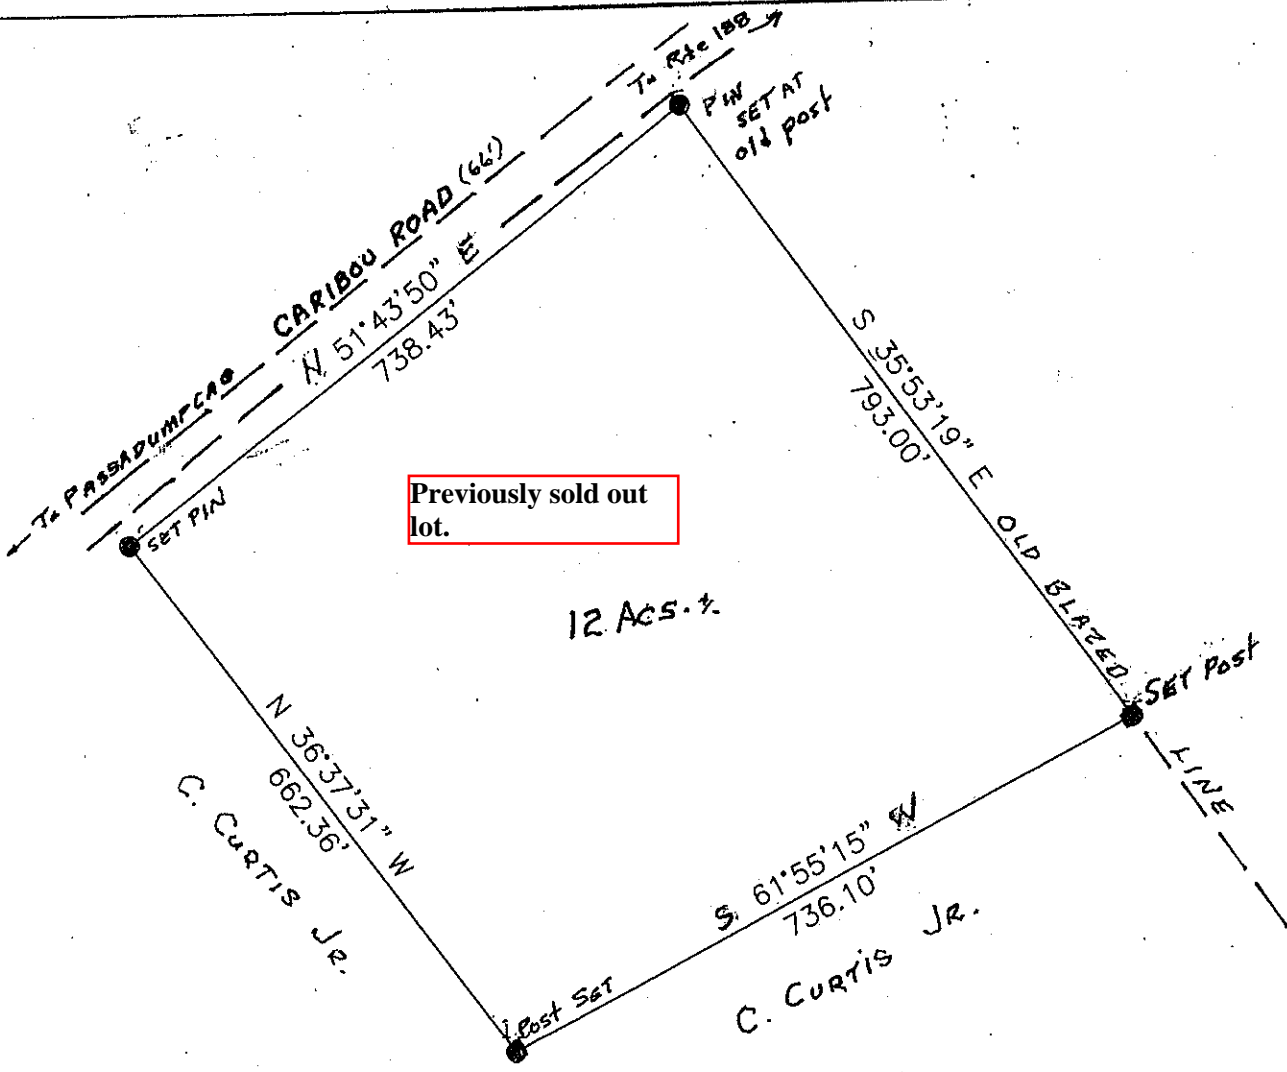 To Rte 188
PIN
SET AT
old post
CARIBOU ROAD (66')
N 51°43'50" E
738.43'
To PASSADUMPEAG
SET PIN
S 35°53'19" E
793.00'
OLD BLAZED
LINE
Previously sold out
lot.
12 Acs. ±
SET Post
N 36°37'31" W
662.36'
C. CURTIS JR.
S 61°55'15" W
736.10'
C. CURTIS JR.
Post SET